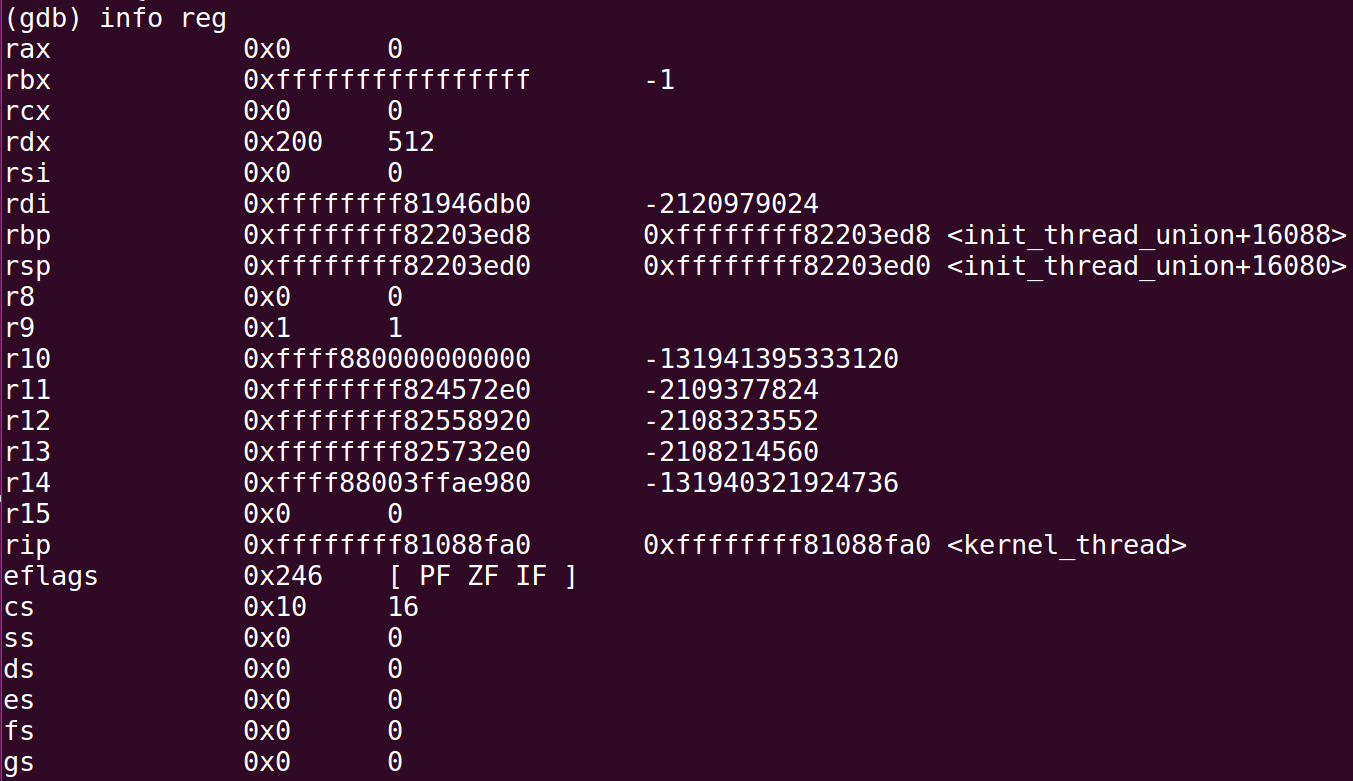 (gdb) info reg
rax            0x0      0
rbx            0xffffffffffffffff       -1
rcx            0x0      0
rdx            0x200    512
rsi            0x0      0
rdi            0xffffffff81946db0       -2120979024
rbp            0xffffffff82203ed8       0xffffffff82203ed8 <init_thread_union+16088>
rsp            0xffffffff82203ed0       0xffffffff82203ed0 <init_thread_union+16080>
r8             0x0      0
r9             0x1      1
r10            0xffff880000000000       -131941395333120
r11            0xffffffff824572e0       -2109377824
r12            0xffffffff82558920       -2108323552
r13            0xffffffff825732e0       -2108214560
r14            0xffff88003ffae980       -131940321924736
r15            0x0      0
rip            0xffffffff81088fa0       0xffffffff81088fa0 <kernel_thread>
eflags         0x246    [ PF ZF IF ]
cs             0x10     16
ss             0x0      0
ds             0x0      0
es             0x0      0
fs             0x0      0
gs             0x0      0